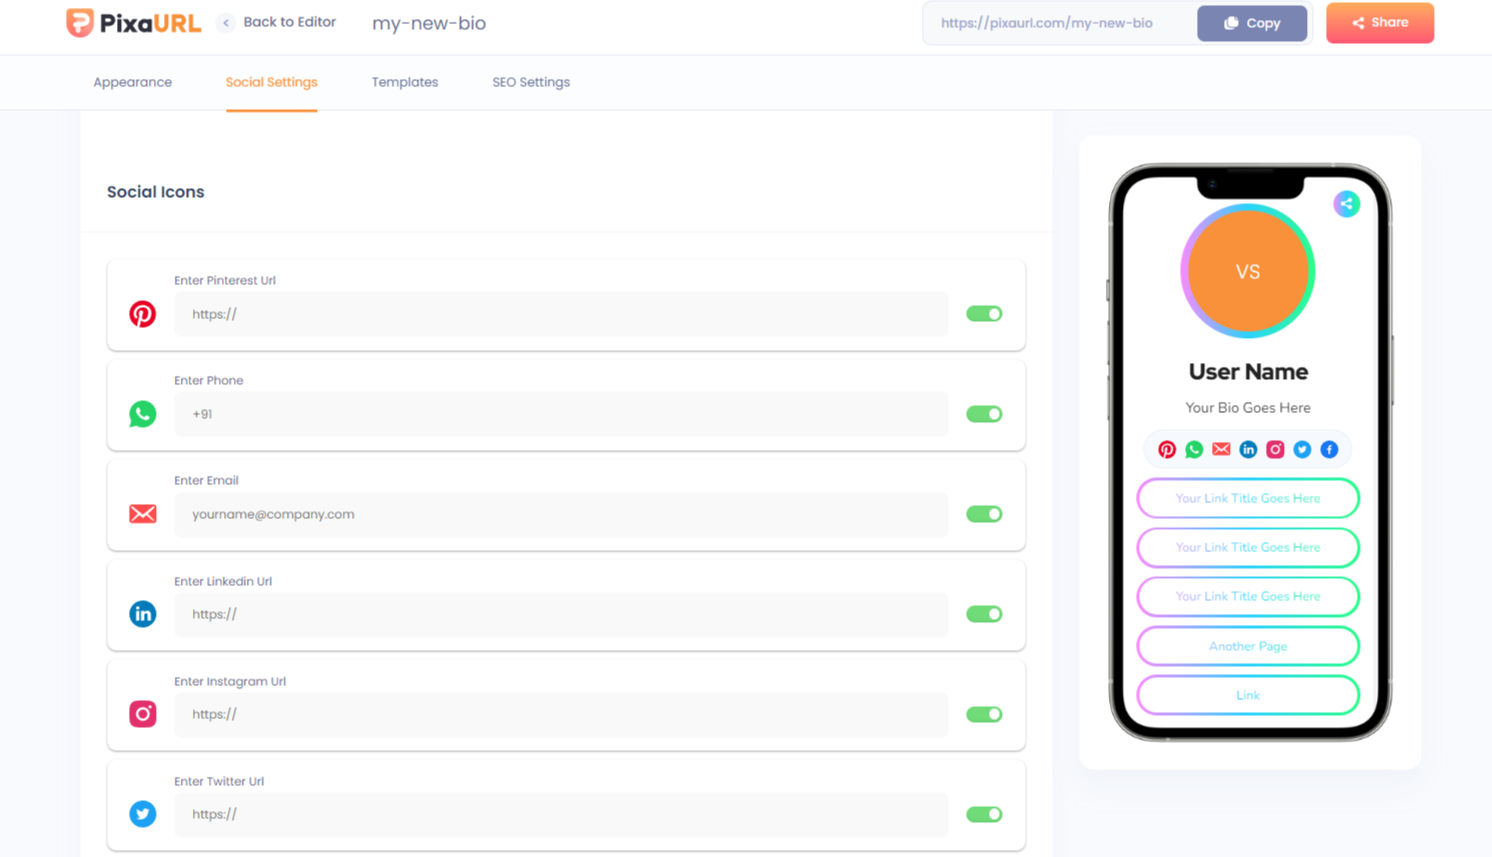 PixaURL
Back to Editor
my-new-bio
https://pixaurl.com/my-new-bio
Copy
Share
Appearance
Social Settings
Templates
SEO Settings
Social Icons
Enter Pinterest Url
https://
Enter Phone
+91
Enter Email
yourname@company.com
Enter Linkedin Url
https://
Enter Instagram Url
https://
Enter Twitter Url
https://
VS
User Name
Your Bio Goes Here
Your Link Title Goes Here
Your Link Title Goes Here
Your Link Title Goes Here
Another Page
Link